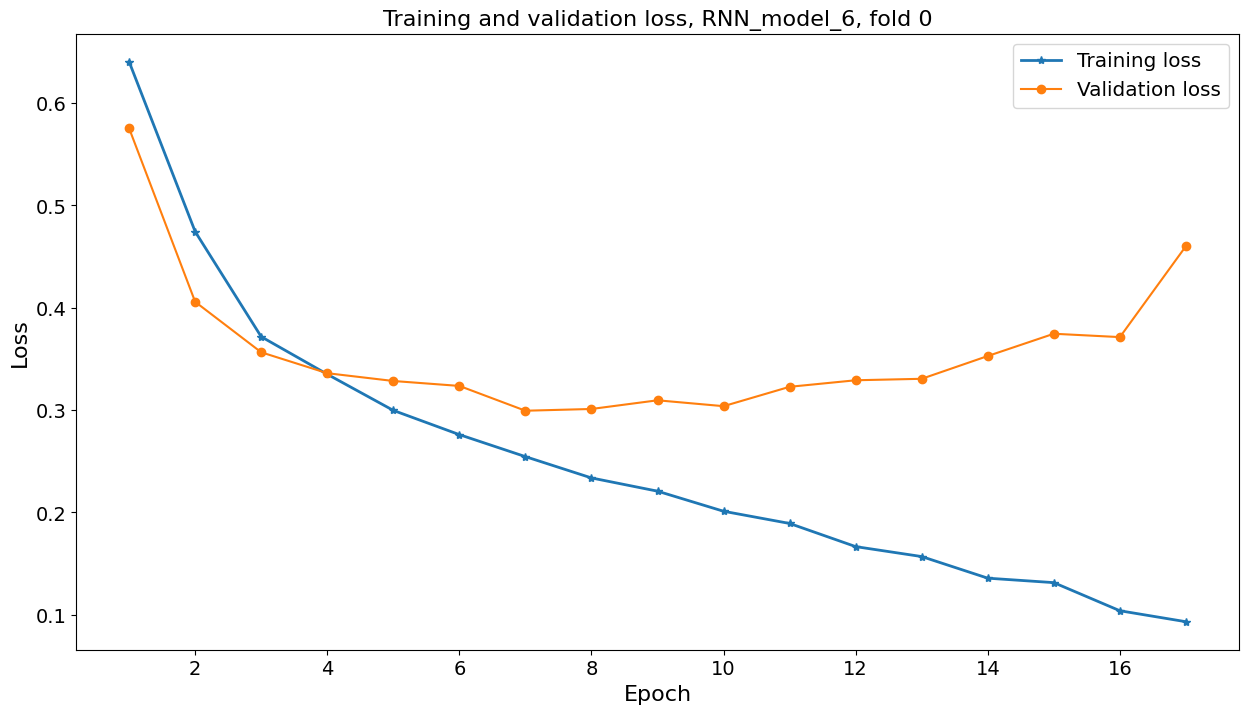 Training and validation loss, RNN_model_6, fold 0
Training loss
Validation loss
0.6
0.5
0.4
0.3
0.2
0.1
Loss
2 4 6 8 10 12 14 16
Epoch